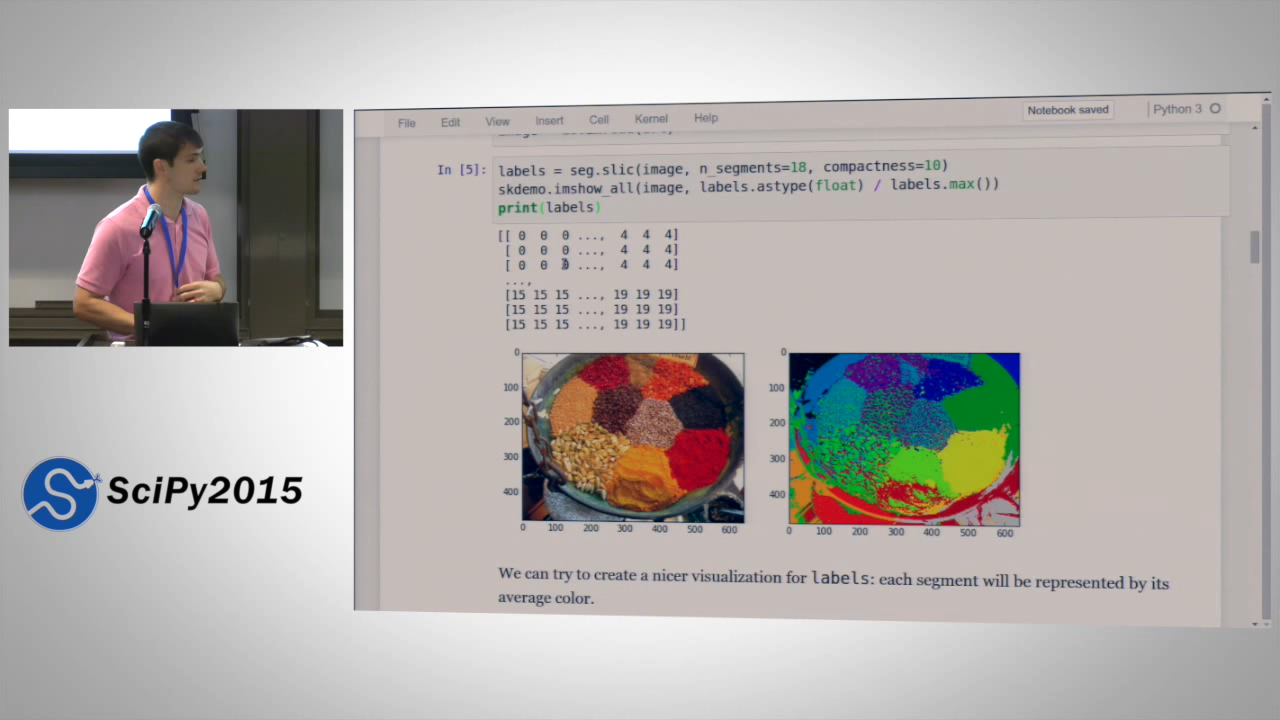 File Edit View Insert Cell Kernel Help
Notebook saved
Python 3
In [5]:
labels = seg.slic(image, n_segments=18, compactness=10)
skdemo.imshow_all(image, labels.astype(float) / labels.max())
print(labels)
[[ 0 0 0 ..., 4 4 4]
[ 0 0 0 ..., 4 4 4]
[ 0 0 0 ..., 4 4 4]
...,
[15 15 15 ..., 19 19 19]
[15 15 15 ..., 19 19 19]
[15 15 15 ..., 19 19 19]]
0
100
200
300
400
0 100 200 300 400 500 600
0
100
200
300
400
0 100 200 300 400 500 600
We can try to create a nicer visualization for labels: each segment will be represented by its
average color.
SciPy2015